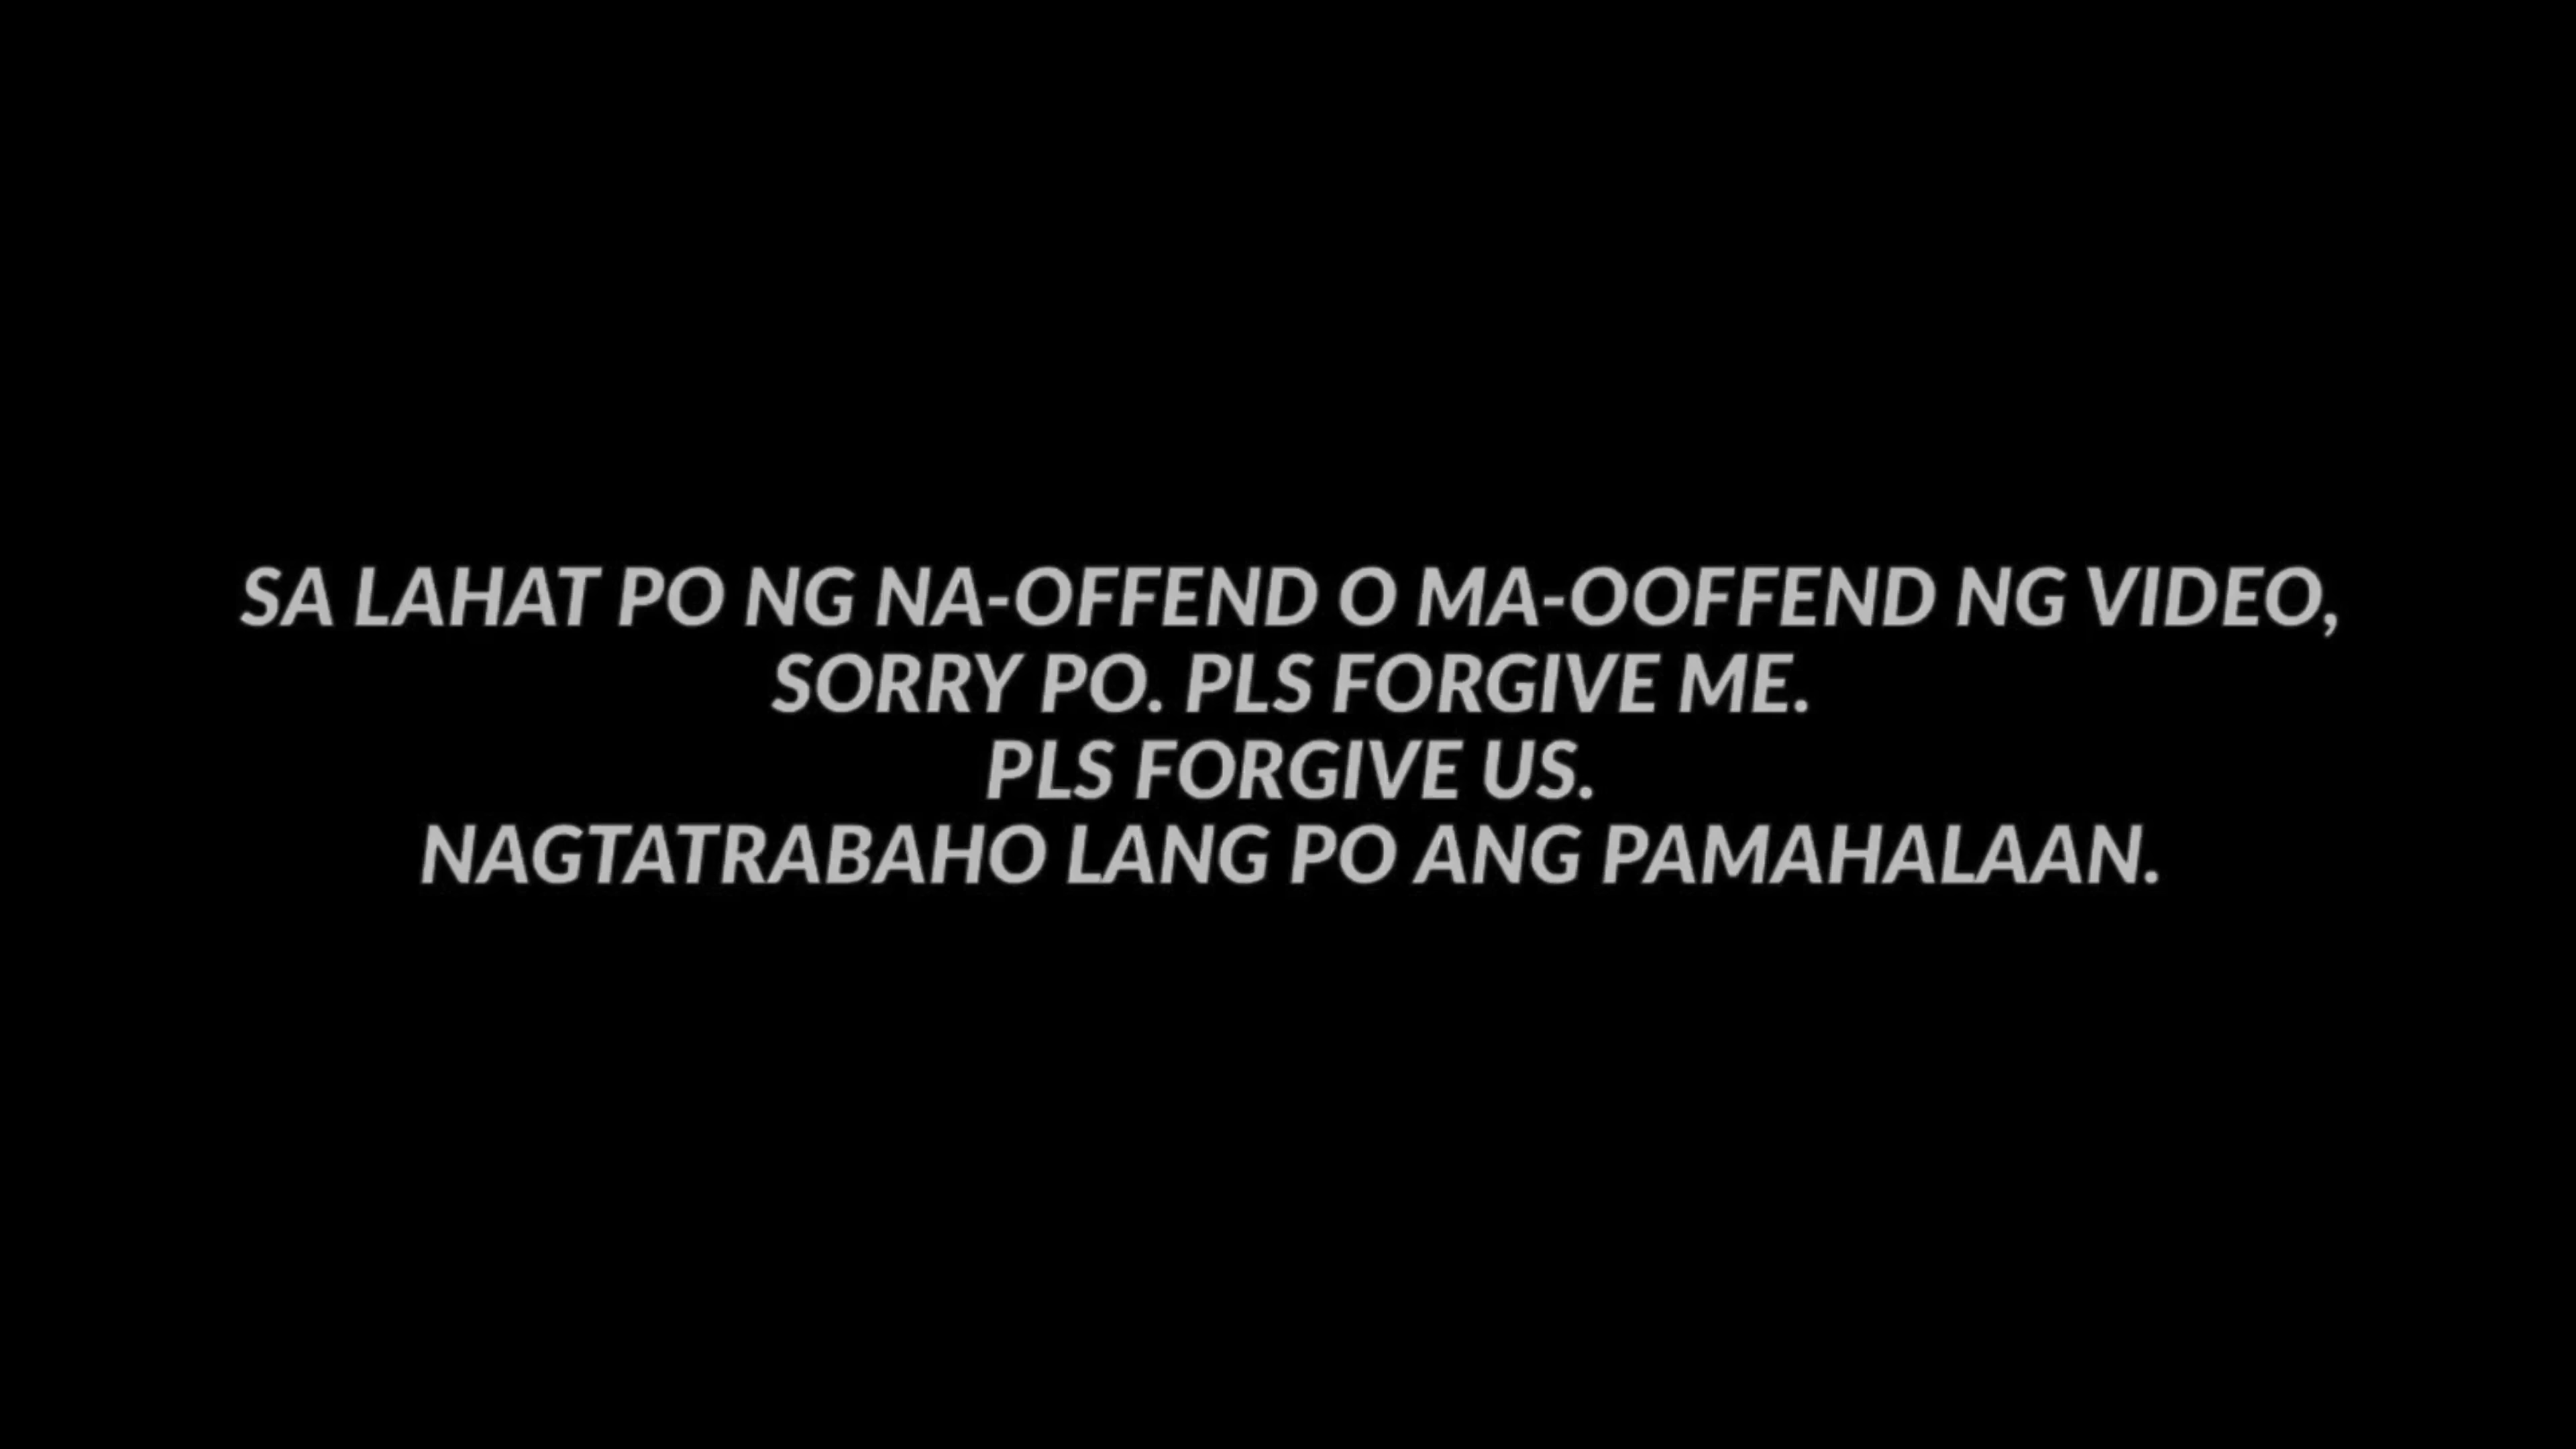 SA LAHAT PO NG NA-OFFEND O MA-OOFFEND NG VIDEO,
SORRY PO. PLS FORGIVE ME.
PLS FORGIVE US.
NAGTATRABAHO LANG PO ANG PAMAHALAAN.